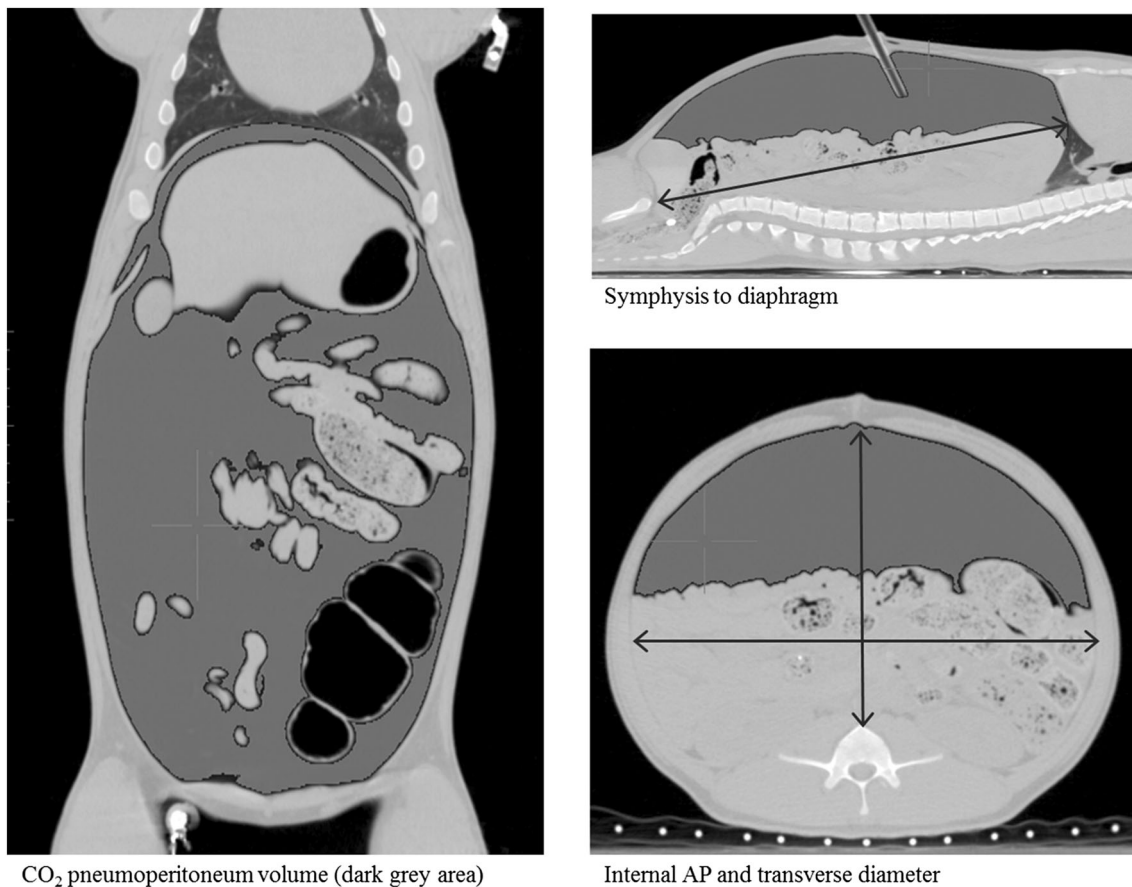 Symphysis to diaphragm
CO₂ pneumoperitoneum volume (dark grey area)
Internal AP and transverse diameter